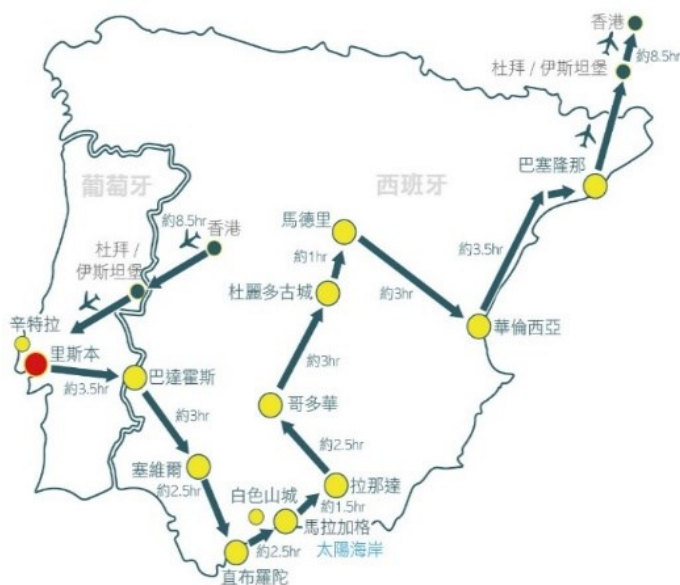 香港
約8.5hr
杜拜 / 伊斯坦堡
巴塞隆那
葡萄牙
西班牙
約8.5hr
香港
馬德里
約3.5hr
杜拜 /
伊斯坦堡
約1hr
杜麗多古城
約3hr
華倫西亞
辛特拉
里斯本
約3.5hr
巴達霍斯
約3hr
約3hr
哥多華
塞維爾
約2.5hr
約2.5hr
白色山城
拉那達
約1.5hr
馬拉加格
約2.5hr
太陽海岸
直布羅陀